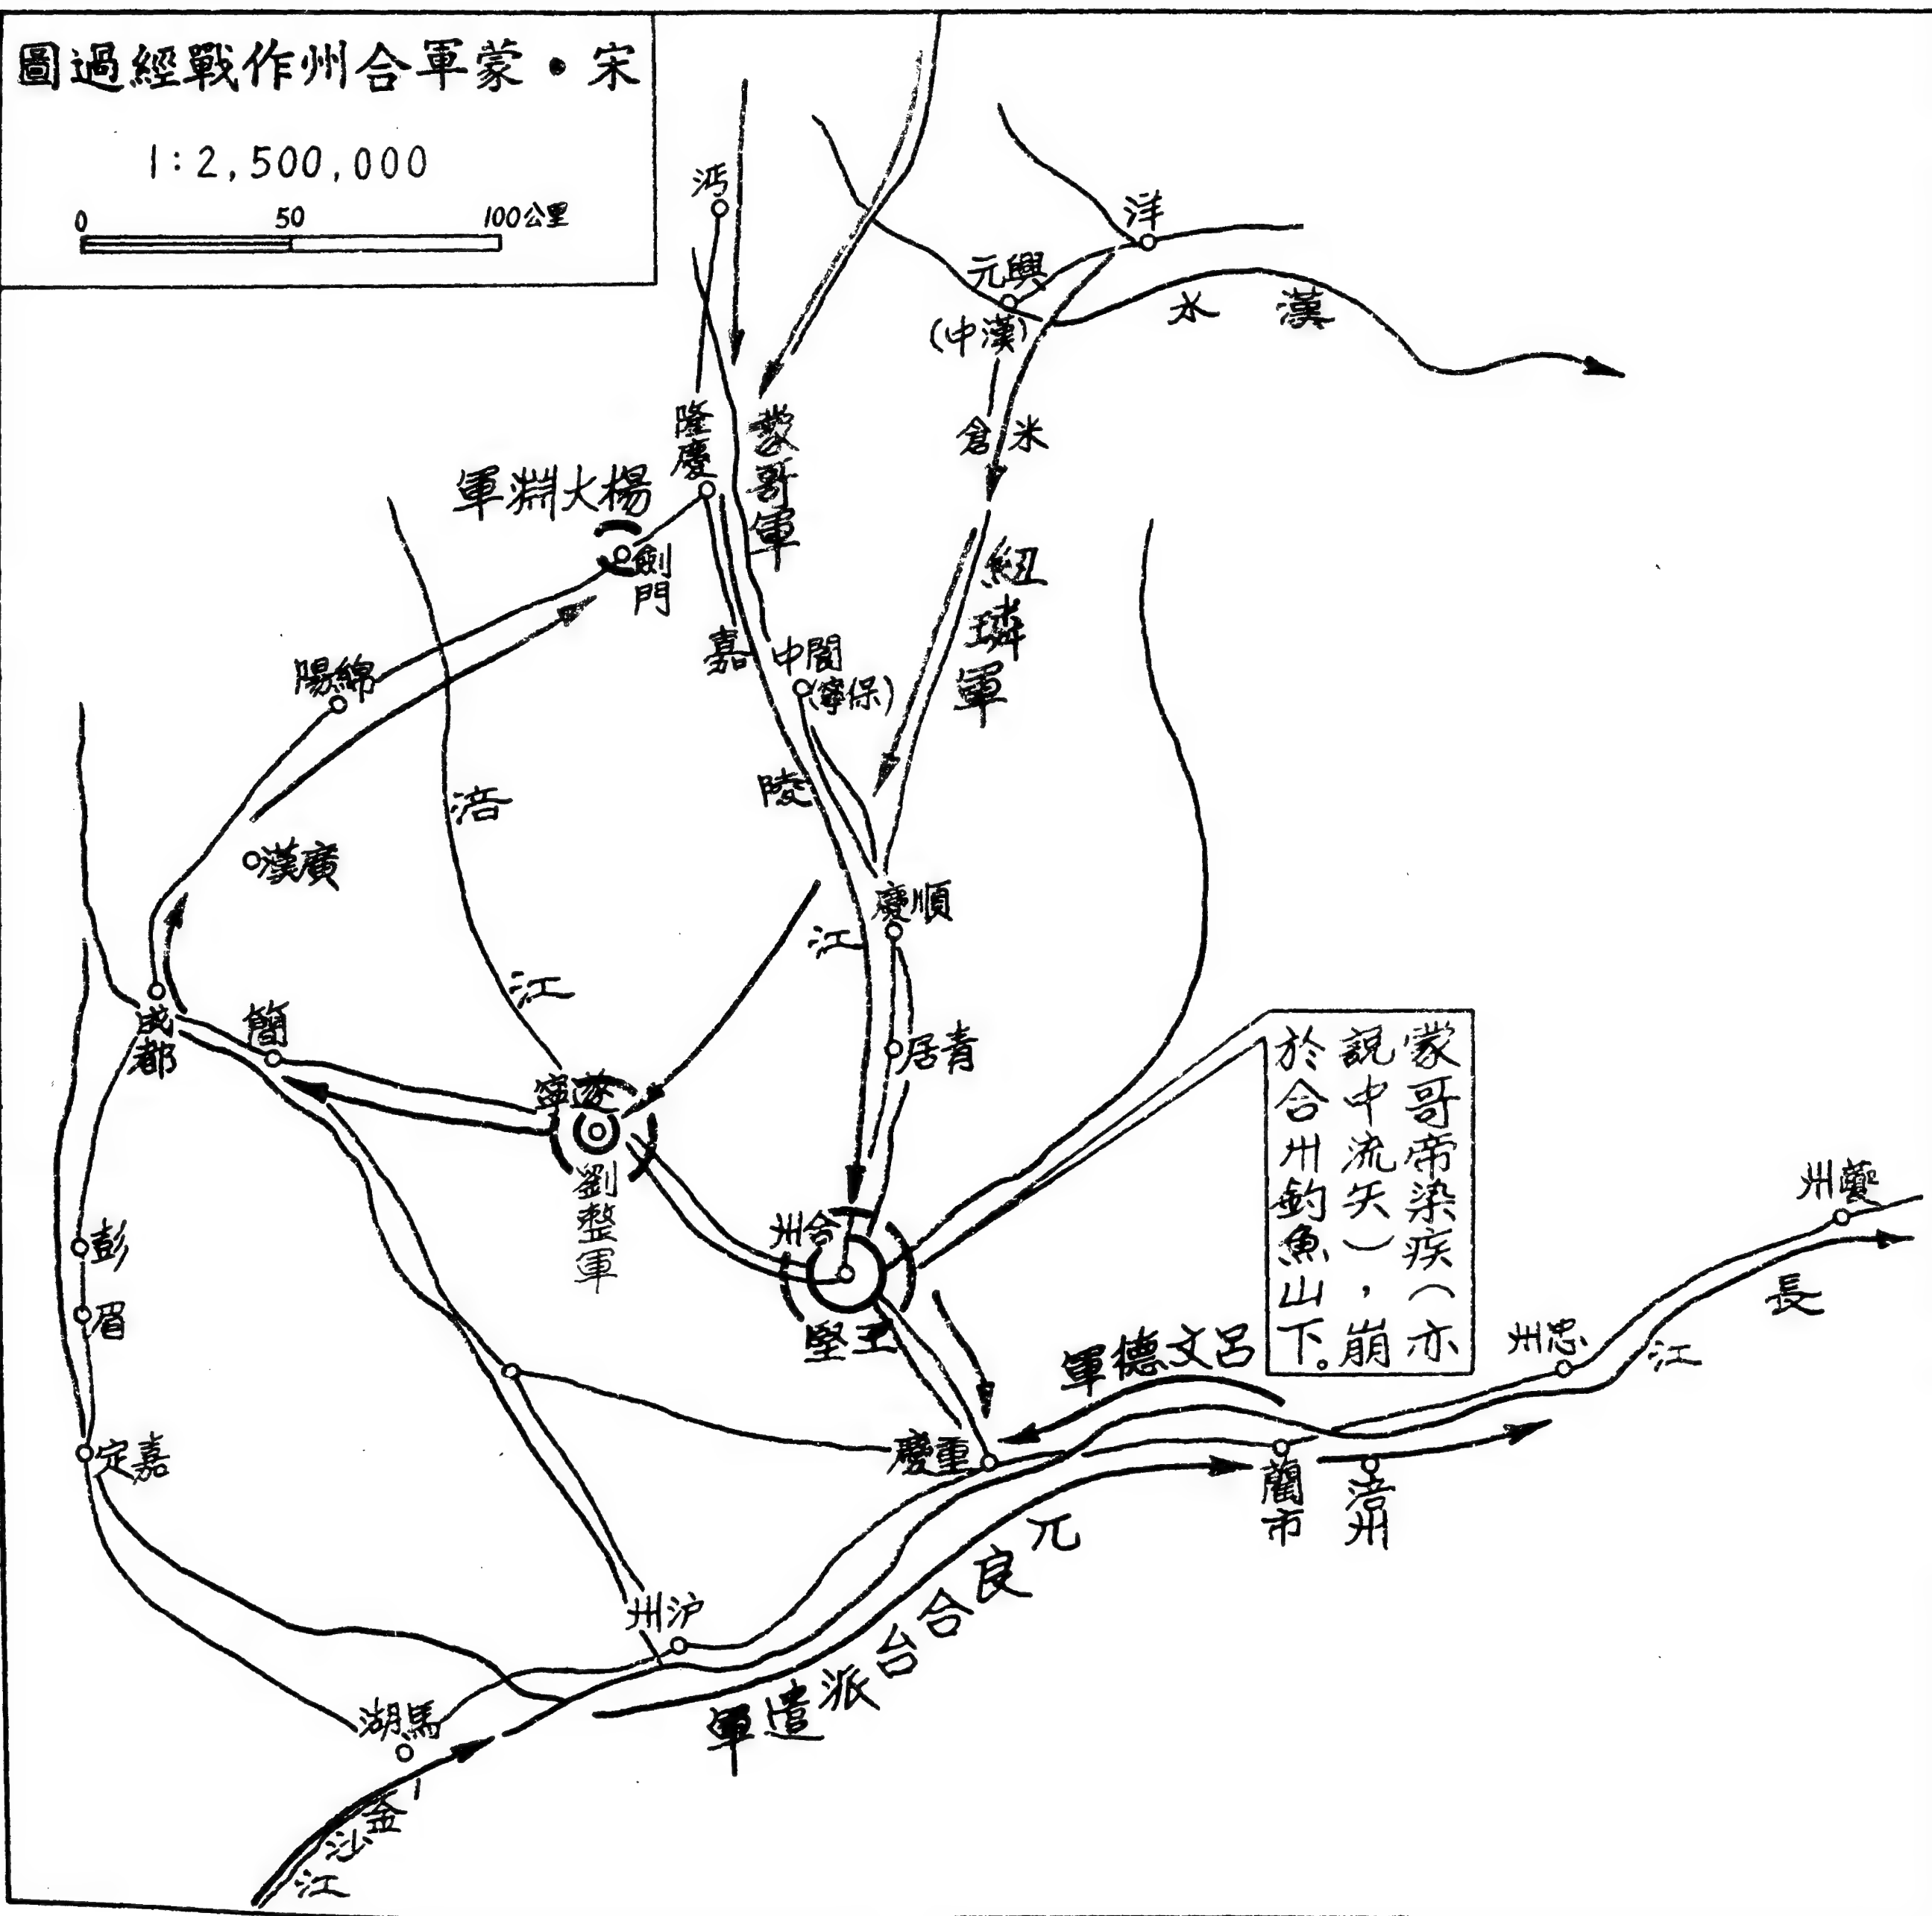 宋•蒙軍合州作戰經過圖
1:2,500,000
0 50 100公里
沔
洋
興元
(漢中)
漢水
米倉
隆慶
蒙哥軍
楊大淵軍
劍門
紐璘軍
嘉陵江
閬中
(保寧)
綿陽
涪江
廣漢
順慶
青居
成都
簡
遂寧
劉整軍
合州
王堅
蒙哥帝染疾（亦
說中流矢），崩
於合州釣魚山下。
夔州
長江
忠州
呂文德軍
彭
眉
嘉定
重慶
藺市
涪州
兀良合台派遣軍
沪州
馬湖
金沙江